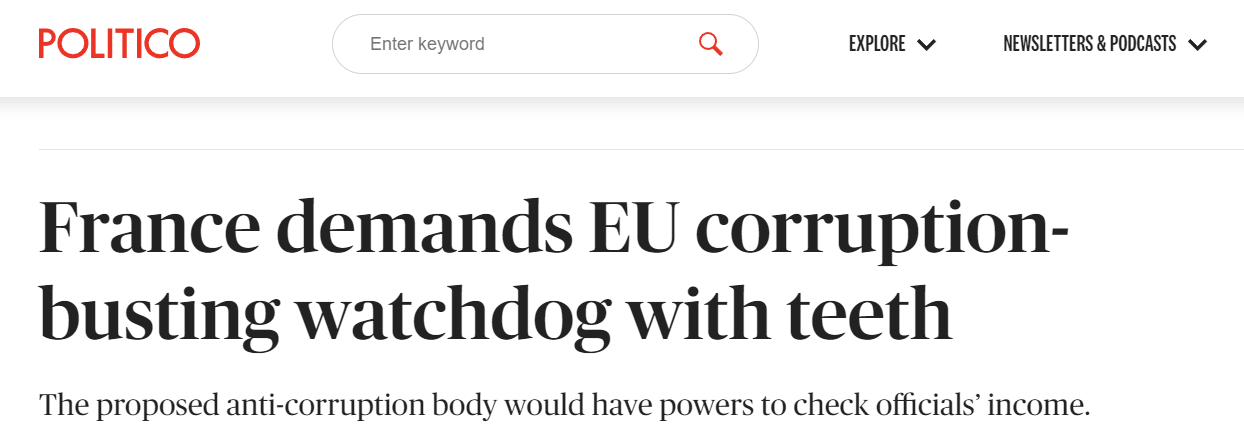 POLITICO
Enter keyword
EXPLORE
NEWSLETTERS & PODCASTS
France demands EU corruption-
busting watchdog with teeth
The proposed anti-corruption body would have powers to check officials’ income.